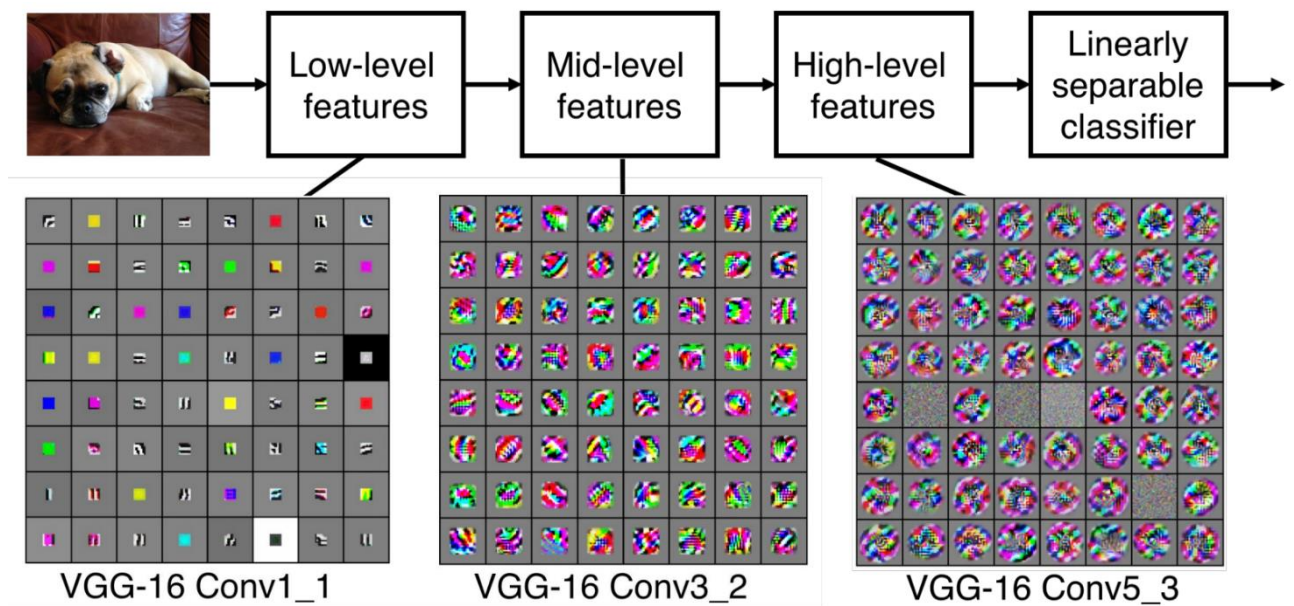 Low-level
features
Mid-level
features
High-level
features
Linearly
separable
classifier
VGG-16 Conv1_1
VGG-16 Conv3_2
VGG-16 Conv5_3